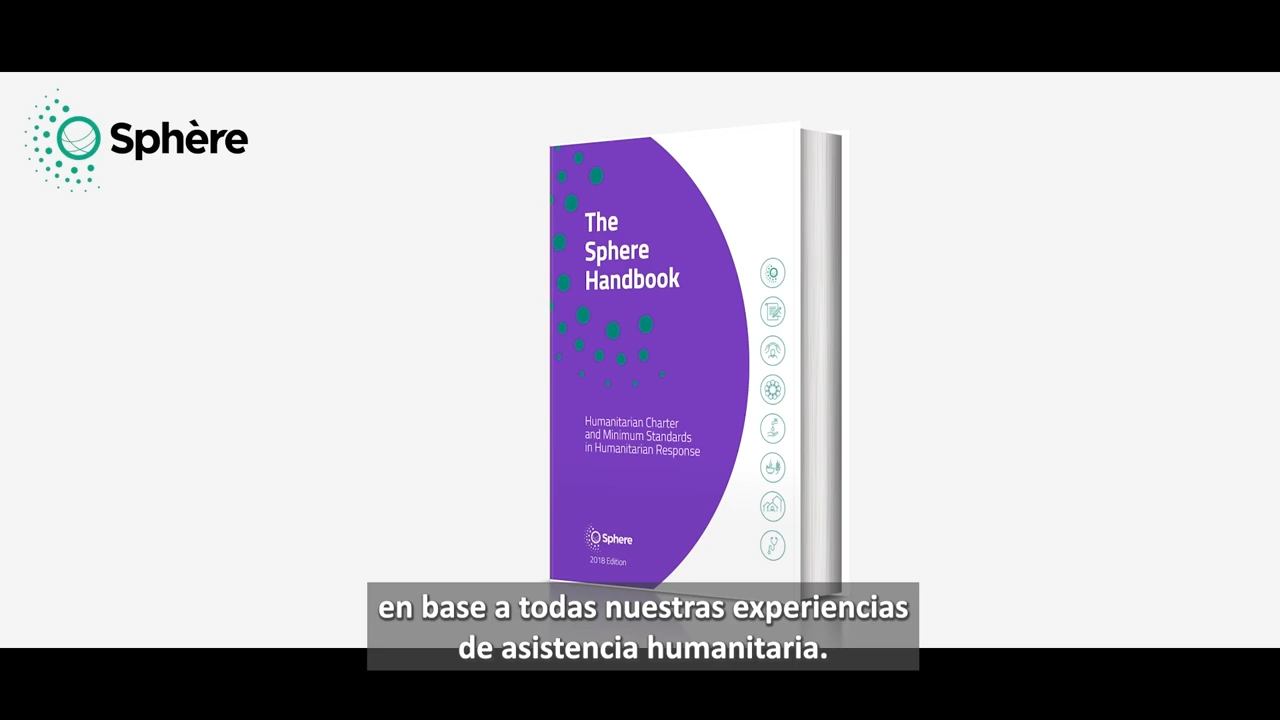 Sphère
The
Sphere
Handbook
Humanitarian Charter
and Minimum Standards
in Humanitarian Response
Sphere
2018 Edition
en base a todas nuestras experiencias
de asistencia humanitaria.